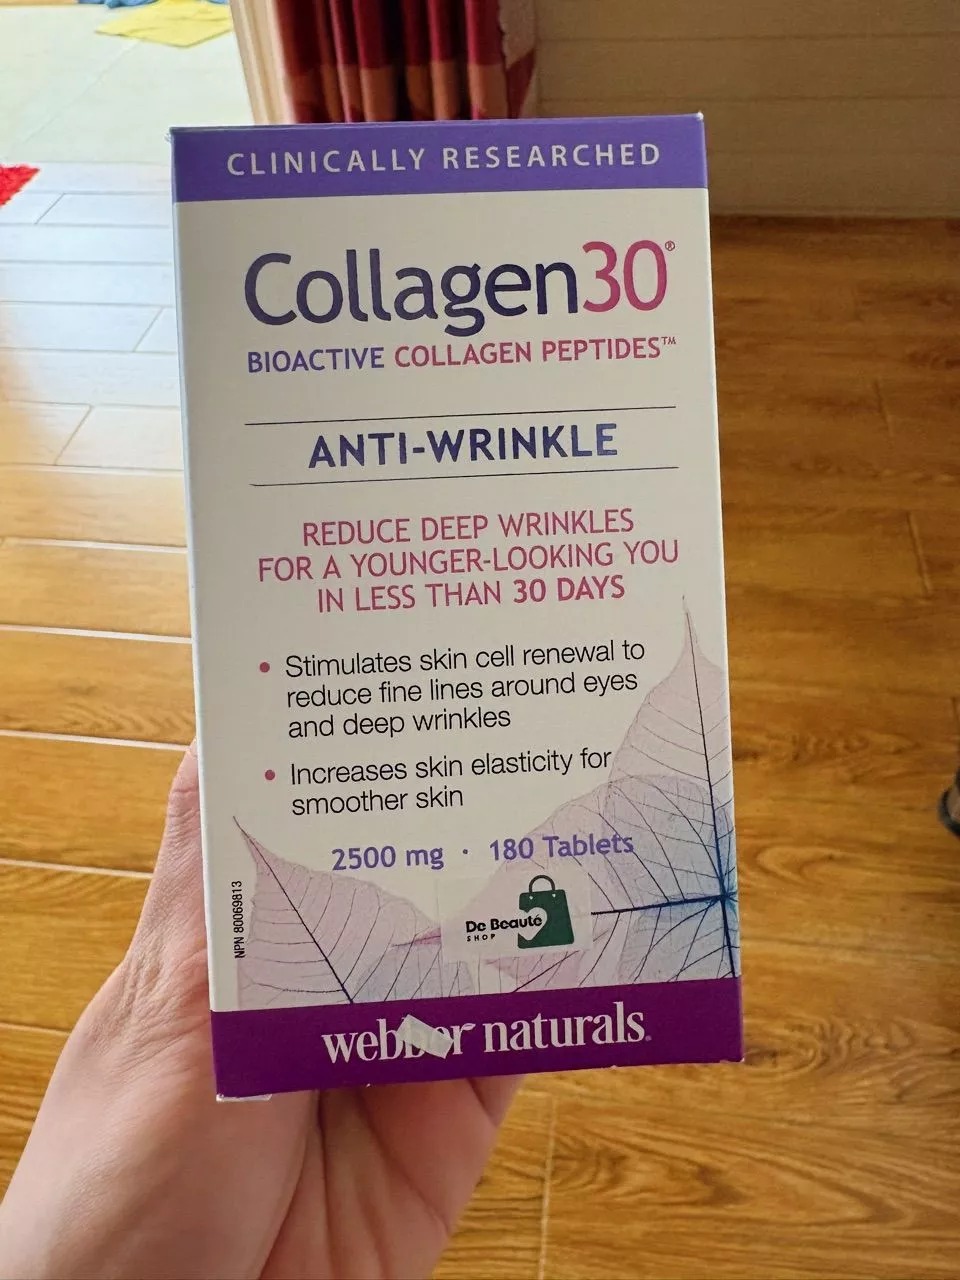 CLINICALLY RESEARCHED
Collagen30®
BIOACTIVE COLLAGEN PEPTIDES™
ANTI-WRINKLE
REDUCE DEEP WRINKLES
FOR A YOUNGER-LOOKING YOU
IN LESS THAN 30 DAYS
• Stimulates skin cell renewal to
reduce fine lines around eyes
and deep wrinkles
• Increases skin elasticity for
smoother skin
2500 mg · 180 Tablets
De Beauté
SHOP
NPN 80069813
webber naturals.